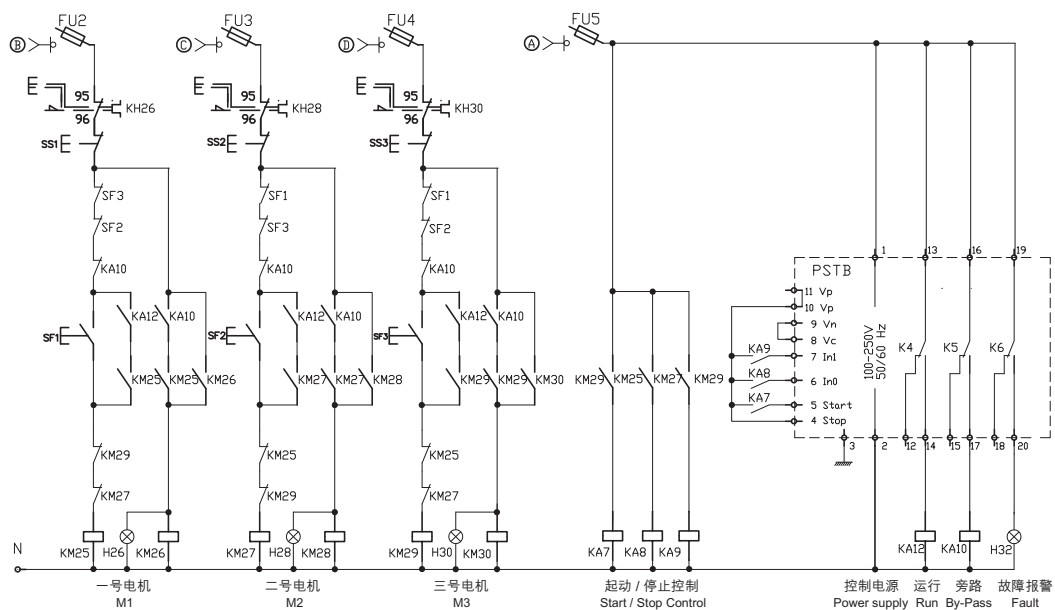 FU2 FU3 FU4 FU5
B C D A
95 95 95
KH26 KH28 KH30
96 96 96
SS1 SS2 SS3
SF3 SF1 SF1
SF2 SF3 SF2
KA10 KA10 KA10
1 13 16 19
PSTB
11 Vp
10 Vp
KA12 KA10 KA12 KA10 KA12 KA10
9 Vn
SF1 SF2 SF3
8 Vc
K4 K5 K6
KA9 7 In1
100-250V
50/60 Hz
KM25 KM25 KM26 KM27 KM27 KM28 KM29 KM29 KM30 KM29 KM25 KM27 KM29
KA8 6 In0
KA7 5 Start
4 Stop
3 2 12 14 15 17 18 20
KM29 KM25 KM25
KM27 KM29 KM27
N
KM25 H26 KM26 KM27 H28 KM28 KM29 H30 KM30 KA7 KA8 KA9 KA12 KA10 H32
一号电机 二号电机 三号电机 起动 / 停止控制 控制电源 运行 旁路 故障报警
M1 M2 M3 Start / Stop Control Power supply Run By-Pass Fault